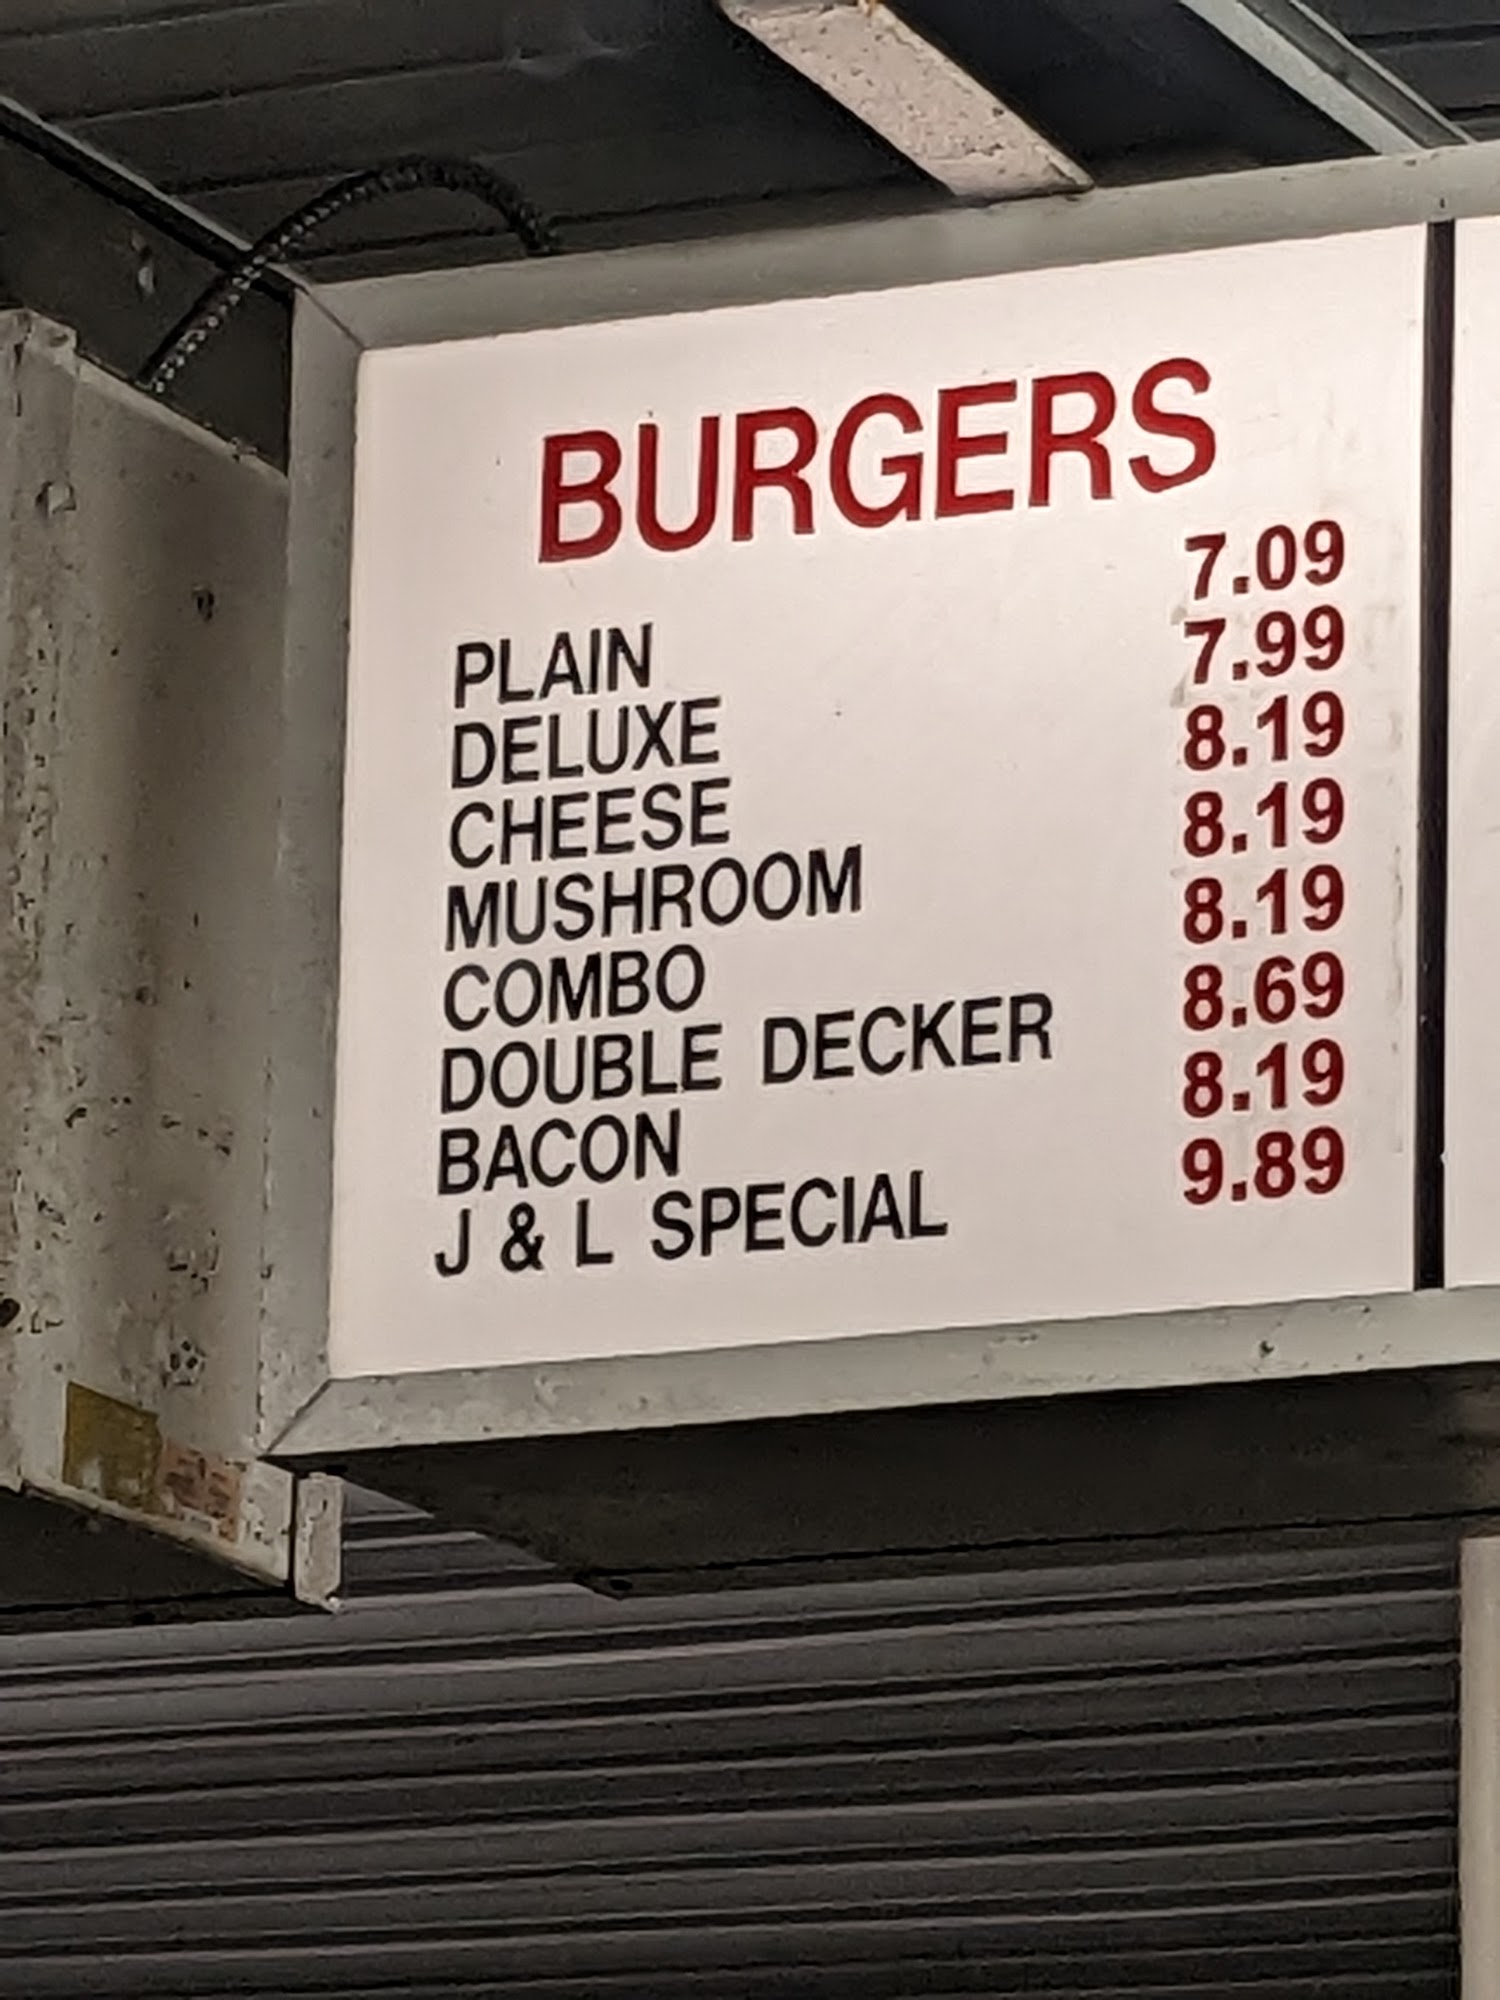 BURGERS
PLAIN 7.09
DELUXE 7.99
CHEESE 8.19
MUSHROOM 8.19
COMBO 8.19
DOUBLE DECKER 8.69
BACON 8.19
J & L SPECIAL 9.89